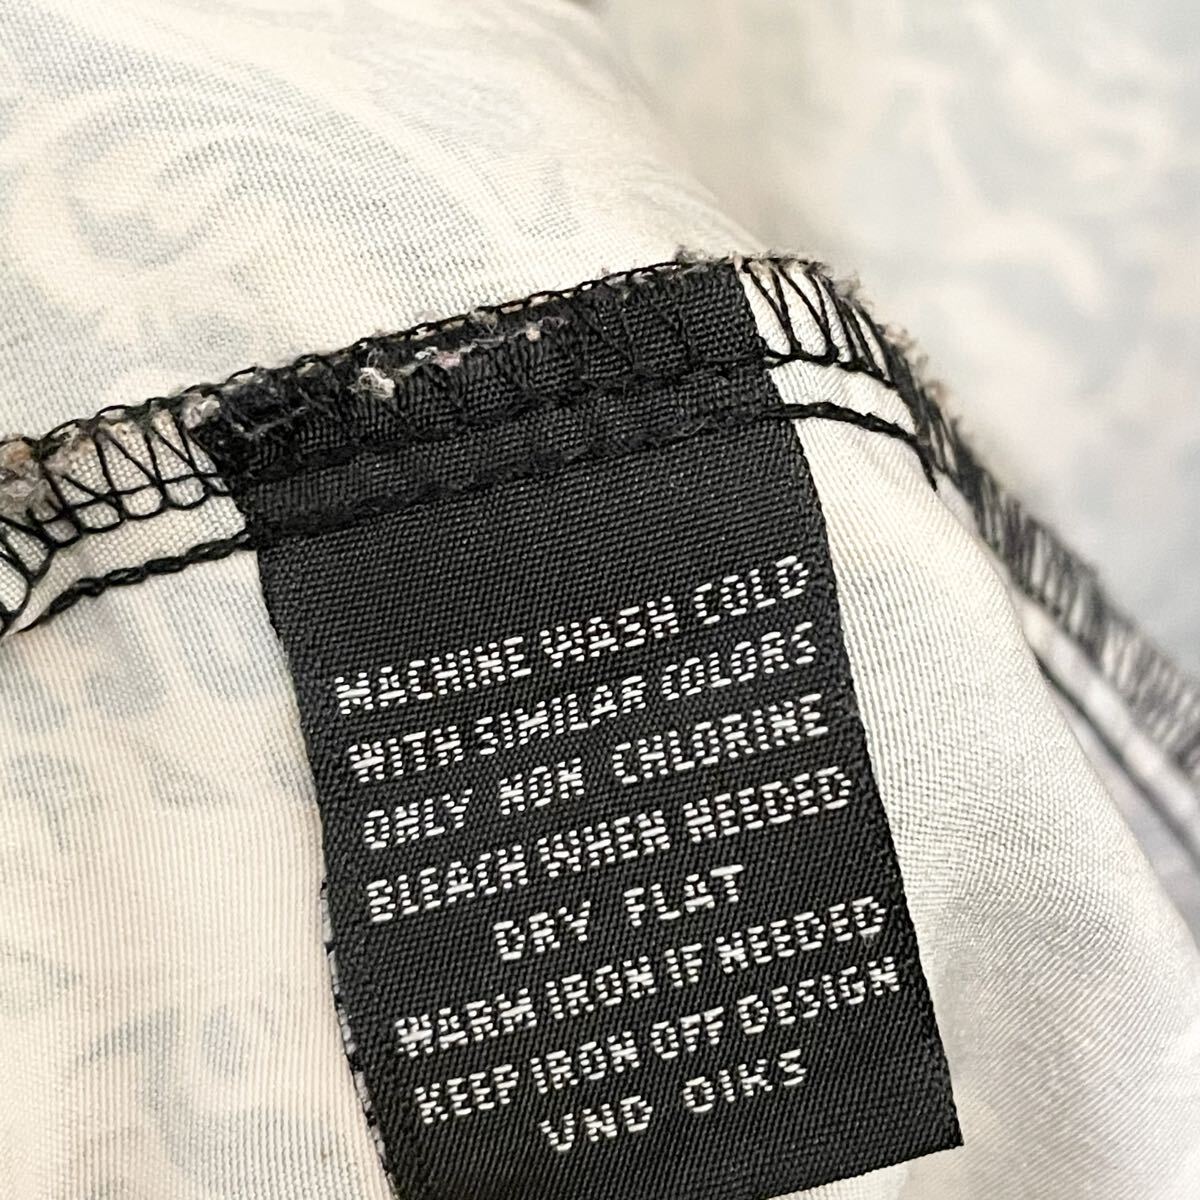 MACHINE WASH COLD
WITH SIMILAR COLORS
ONLY NON CHLORINE
BLEACH WHEN NEEDED
DRY FLAT
WARM IRON IF NEEDED
KEEP IRON OFF DESIGN
VND OIKS